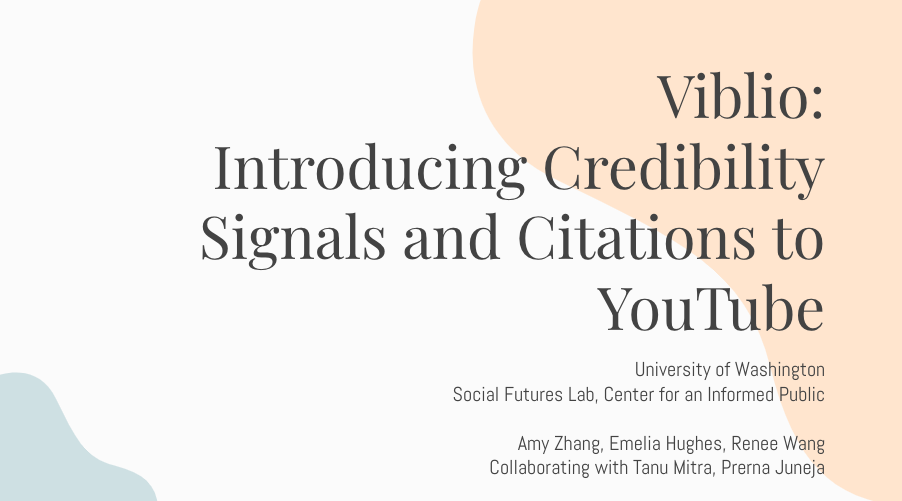 Viblio:
Introducing Credibility
Signals and Citations to
YouTube
University of Washington
Social Futures Lab, Center for an Informed Public
Amy Zhang, Emelia Hughes, Renee Wang
Collaborating with Tanu Mitra, Prerna Juneja